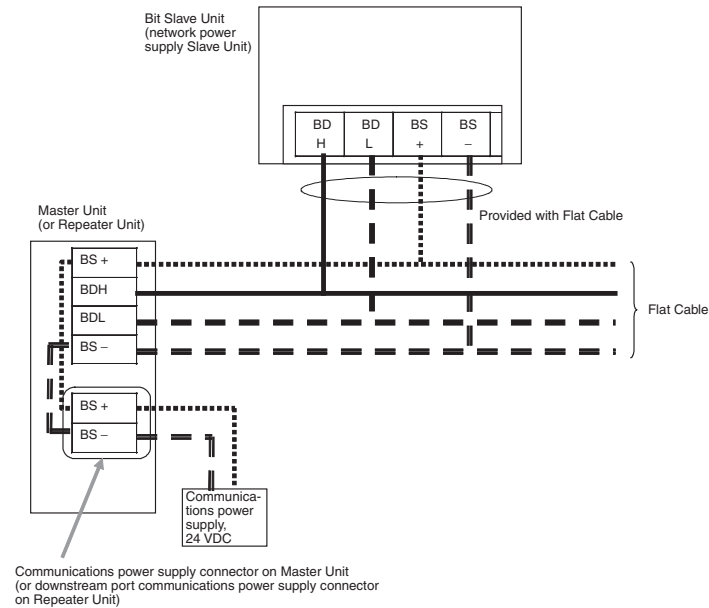 Bit Slave Unit
(network power
supply Slave Unit)
BD
H
BD
L
BS
+
BS
–
Provided with Flat Cable
Master Unit
(or Repeater Unit)
BS +
BDH
BDL
BS –
Flat Cable
BS +
BS –
Communica-
tions power
supply,
24 VDC
Communications power supply connector on Master Unit
(or downstream port communications power supply connector
on Repeater Unit)